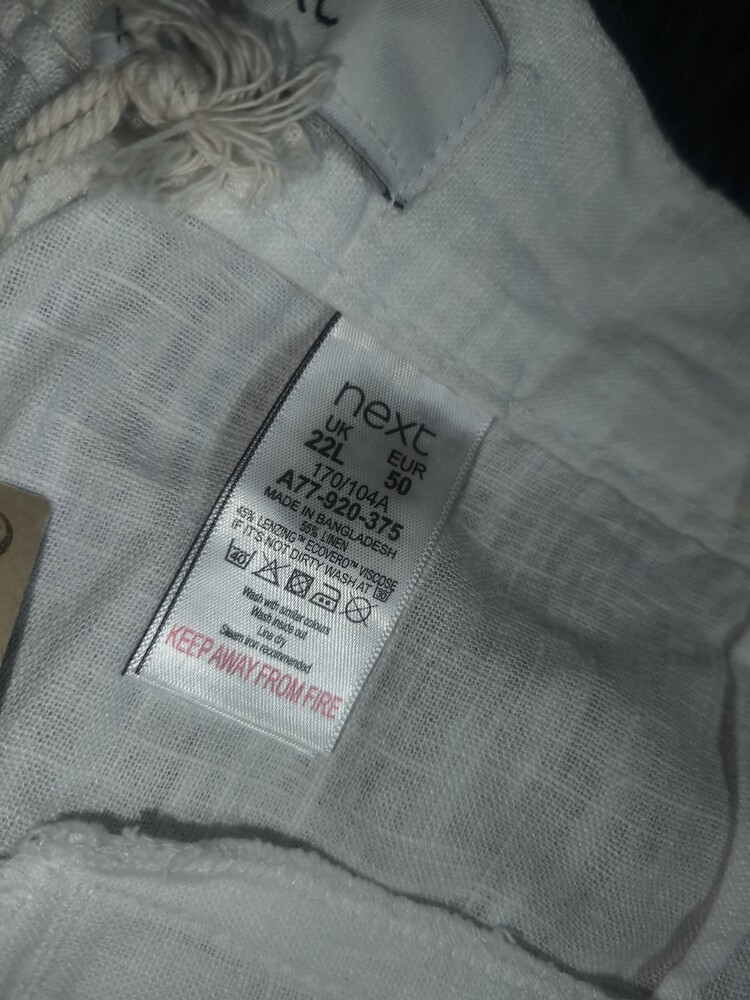 next
UK EUR
22L 50
170/104A
A77-920-375
MADE IN BANGLADESH
45% LENZING™ ECOVERO™ VISCOSE
55% LINEN
IF IT'S NOT DIRTY WASH AT 30
40
Wash with similar colours
Wash inside out
Line dry
Steam iron recommended
KEEP AWAY FROM FIRE